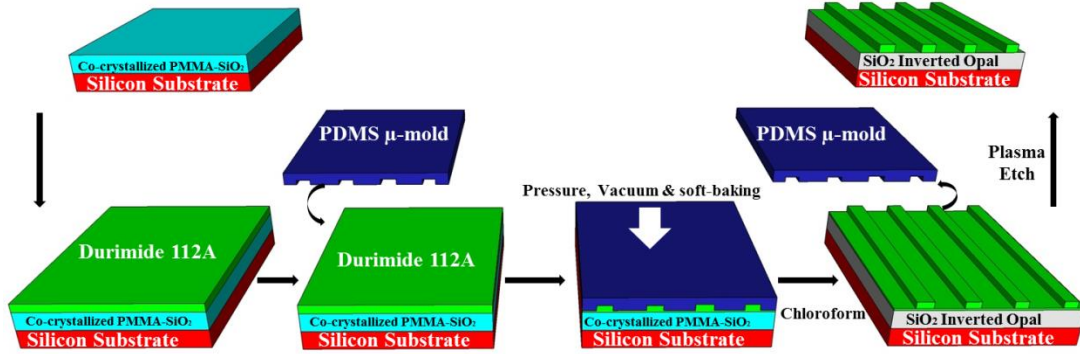 Co-crystallized PMMA-SiO₂
Silicon Substrate
SiO₂ Inverted Opal
Silicon Substrate
PDMS μ-mold
PDMS μ-mold
Plasma
Etch
Pressure, Vacuum & soft-baking
Durimide 112A
Durimide 112A
Chloroform
Co-crystallized PMMA-SiO₂
Silicon Substrate
Co-crystallized PMMA-SiO₂
Silicon Substrate
Co-crystallized PMMA-SiO₂
Silicon Substrate
SiO₂ Inverted Opal
Silicon Substrate